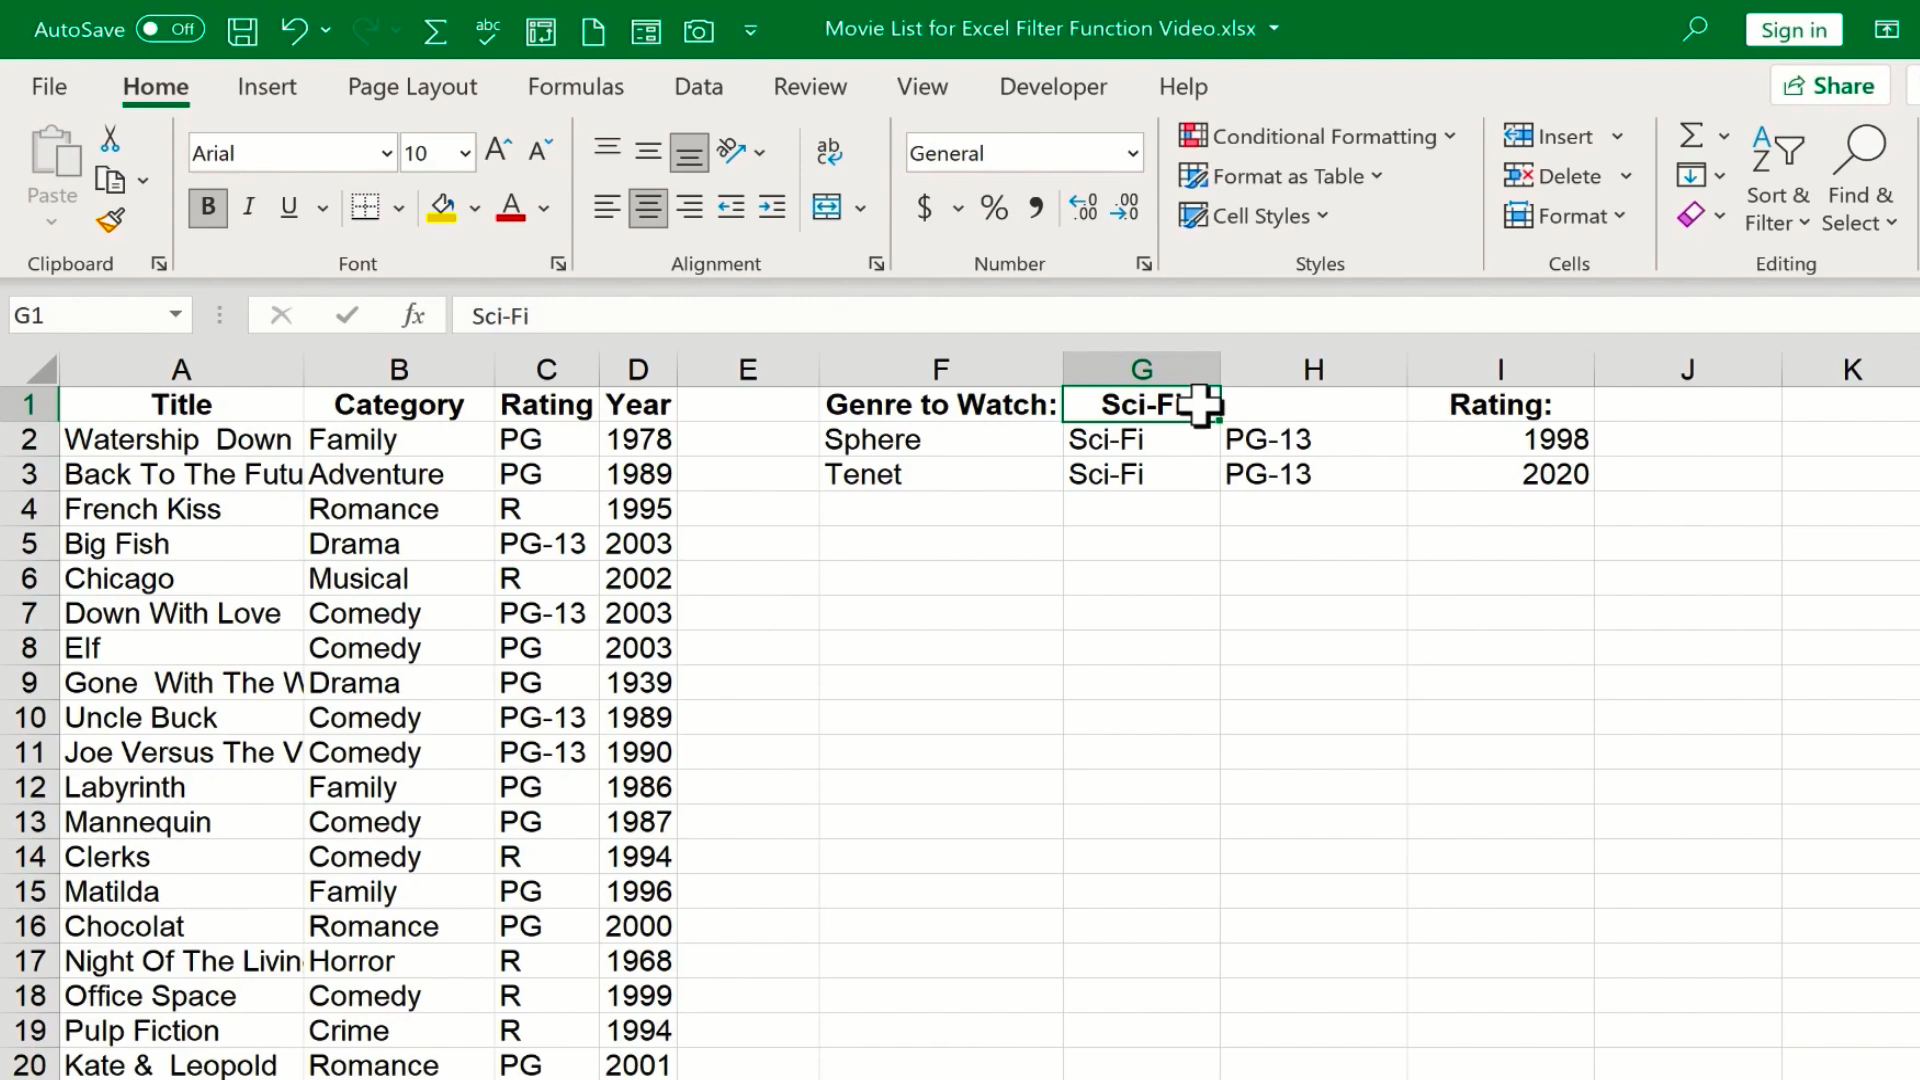 AutoSave Off abc Movie List for Excel Filter Function Video.xlsx Sign in
File Home Insert Page Layout Formulas Data Review View Developer Help Share
Paste Arial 10 A A ab c General Conditional Formatting Insert
B I U A $ % 9 .00 .0 Format as Table Delete Sort & Filter Find & Select
Cell Styles Format
Clipboard Font Alignment Number Styles Cells Editing
G1 fx Sci-Fi
A B C D E F G H I J K
1 Title Category Rating Year Genre to Watch: Sci-Fi Rating:
2 Watership Down Family PG 1978 Sphere Sci-Fi PG-13 1998
3 Back To The Futu Adventure PG 1989 Tenet Sci-Fi PG-13 2020
4 French Kiss Romance R 1995
5 Big Fish Drama PG-13 2003
6 Chicago Musical R 2002
7 Down With Love Comedy PG-13 2003
8 Elf Comedy PG 2003
9 Gone With The W Drama PG 1939
10 Uncle Buck Comedy PG-13 1989
11 Joe Versus The V Comedy PG-13 1990
12 Labyrinth Family PG 1986
13 Mannequin Comedy PG 1987
14 Clerks Comedy R 1994
15 Matilda Family PG 1996
16 Chocolat Romance PG 2000
17 Night Of The Livin Horror R 1968
18 Office Space Comedy R 1999
19 Pulp Fiction Crime R 1994
20 Kate & Leopold Romance PG 2001